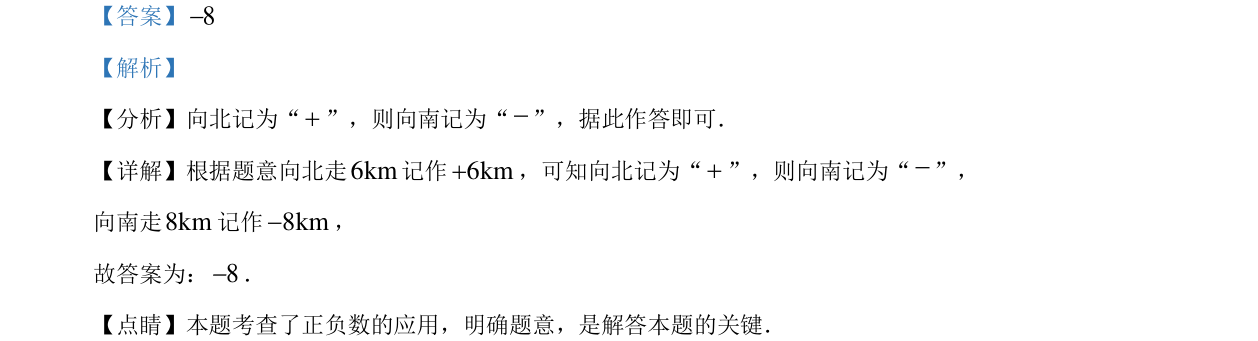 【答案】–8
【解析】
【分析】向北记为“＋”，则向南记为“－”，据此作答即可．
【详解】根据题意向北走6km记作+6km，可知向北记为“＋”，则向南记为“－”，
向南走8km记作–8km，
故答案为：–8．
【点睛】本题考查了正负数的应用，明确题意，是解答本题的关键．